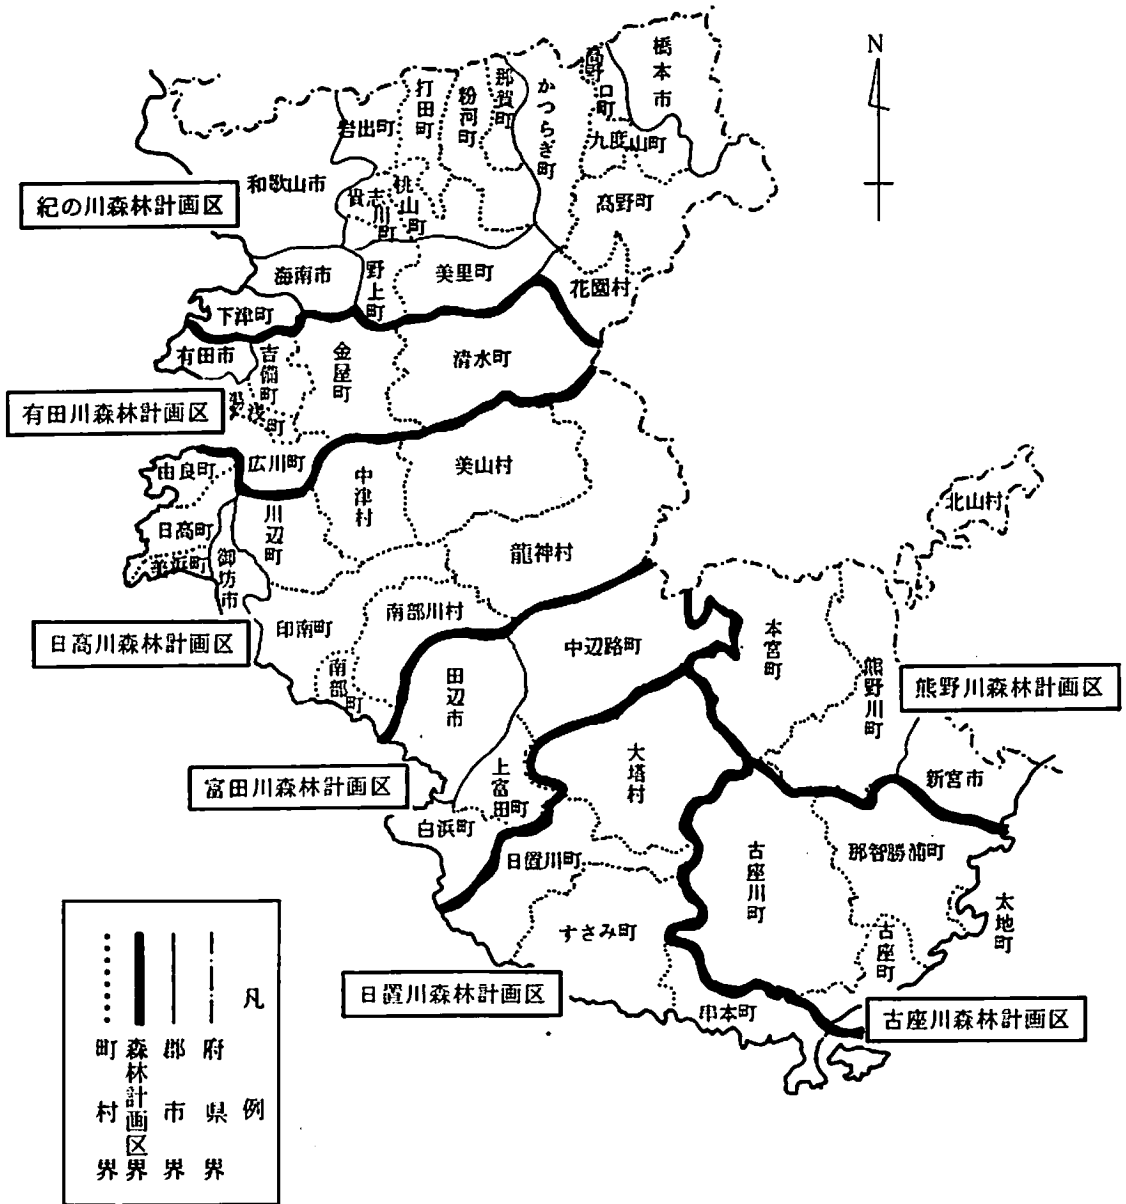 N
橋本市
高野口町
かつらぎ町
那賀町
粉河町
打田町
岩出町
九度山町
和歌山市
紀の川森林計画区
貴志川町
桃山町
高野町
海南市
野上町
美里町
花園村
下津町
有田市
吉備町
金屋町
清水町
有田川森林計画区
湯浅町
広川町
由良町
中津村
美山村
北山村
日高町
川辺町
美浜町
御坊市
龍神村
日高川森林計画区
印南町
南部川村
南部町
中辺路町
本宮町
熊野川町
熊野川森林計画区
田辺市
大塔村
新宮市
富田川森林計画区
上富田町
白浜町
日置川町
古座川町
那智勝浦町
太地町
すさみ町
古座町
日置川森林計画区
串本町
古座川森林計画区
凡例
府県界
郡市界
森林計画区界
町村界